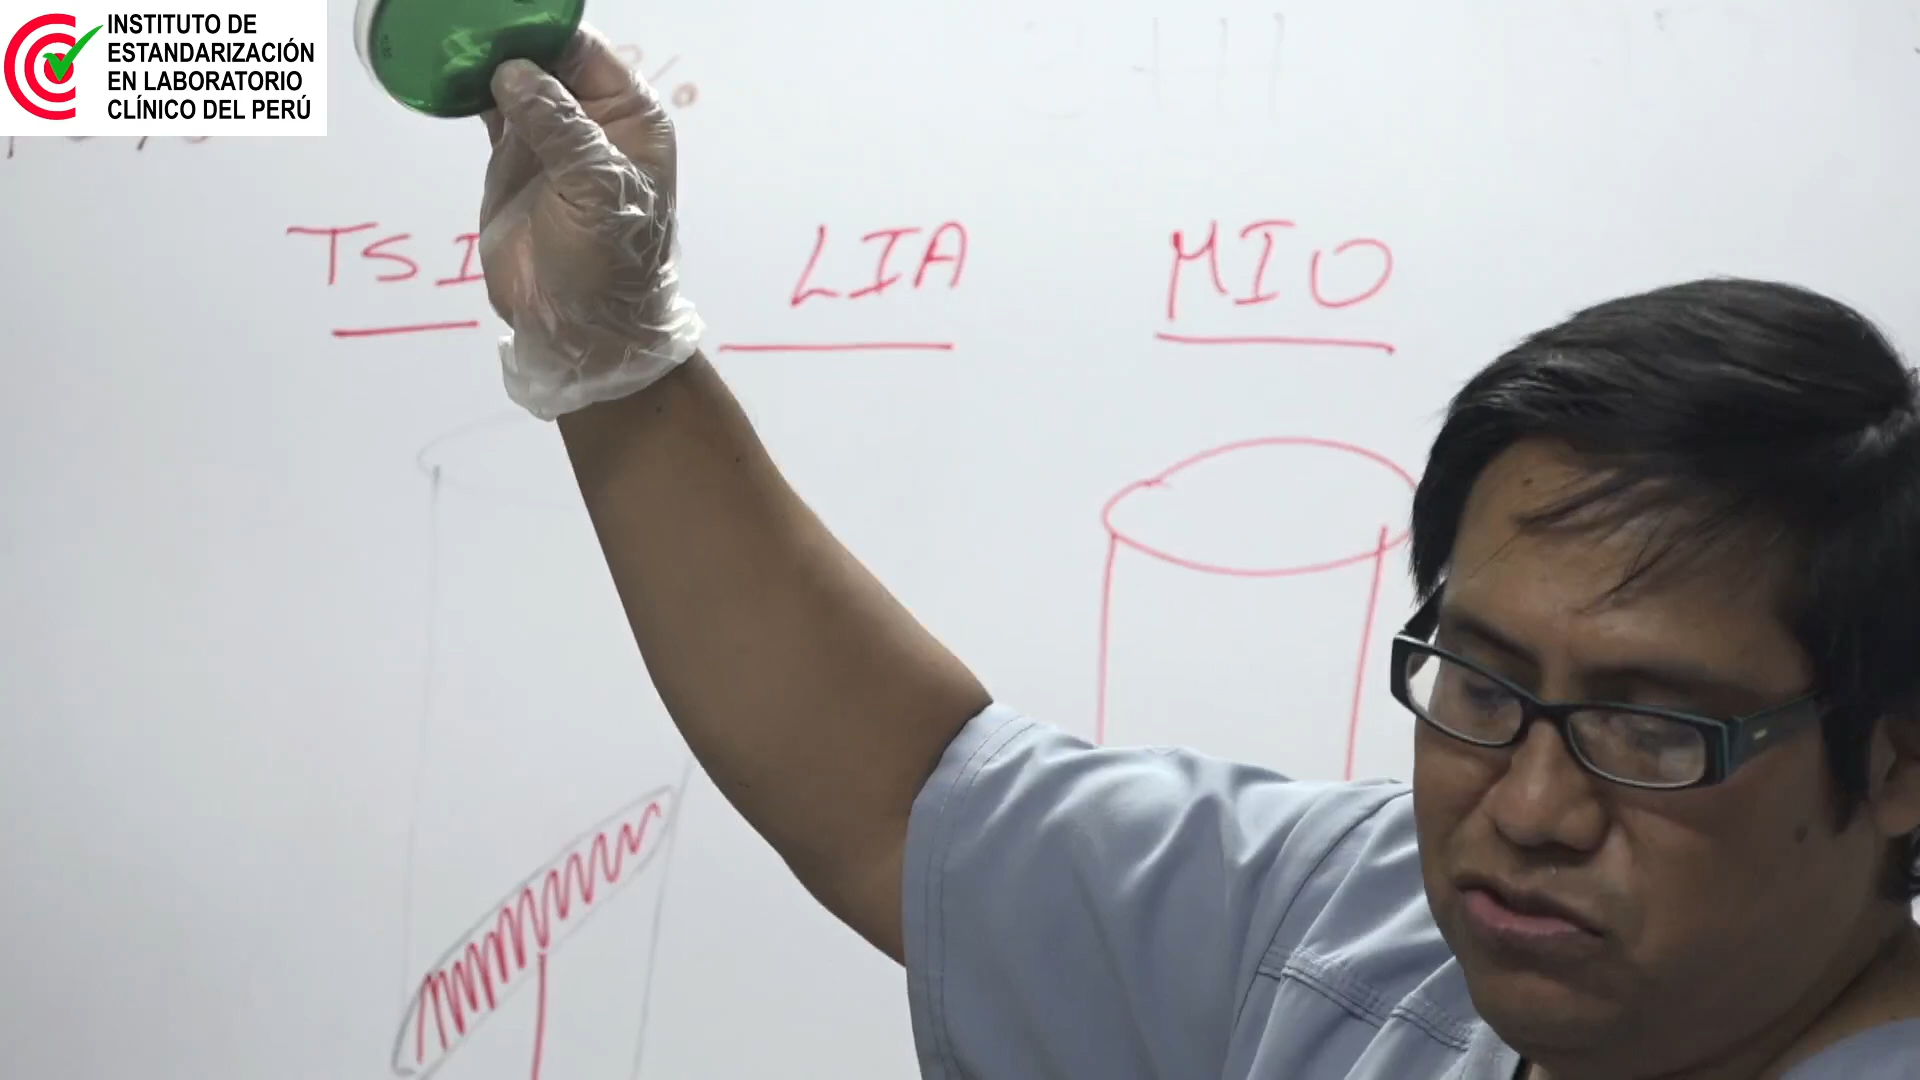 INSTITUTO DE
ESTANDARIZACIÓN
EN LABORATORIO
CLÍNICO DEL PERÚ
TSI LIA MIO